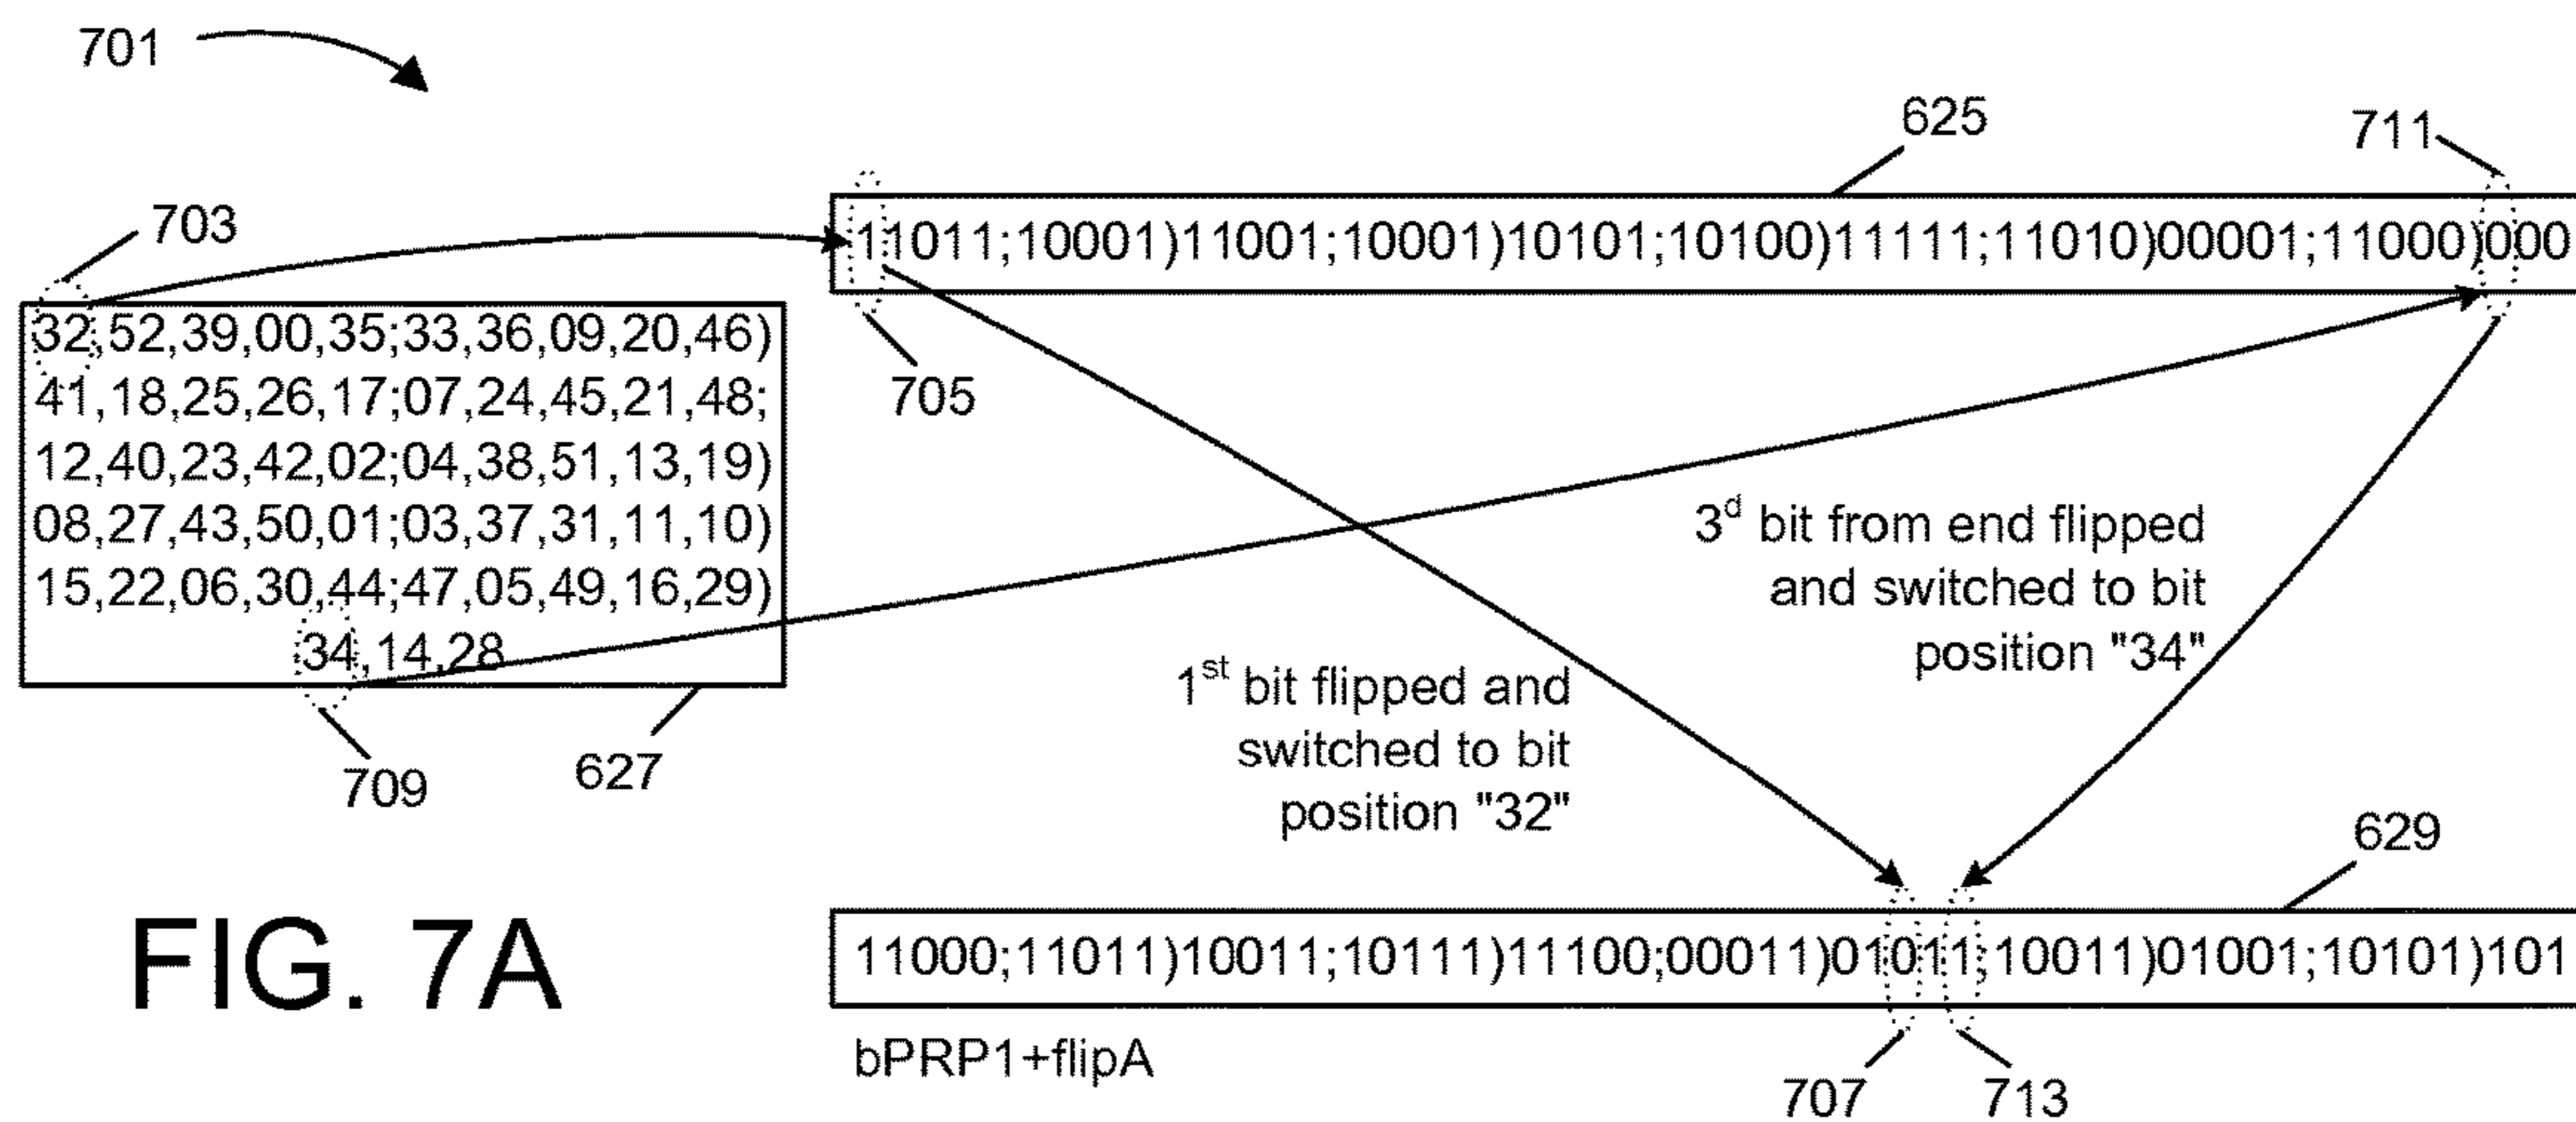 701
625
711
703
11011;10001)11001;10001)10101;10100)11111;11010)00001;11000)000
32,52,39,00,35;33,36,09,20,46)
41,18,25,26,17;07,24,45,21,48;
12,40,23,42,02;04,38,51,13,19)
08,27,43,50,01;03,37,31,11,10)
15,22,06,30,44;47,05,49,16,29)
34,14,28
705
709
627
3d bit from end flipped
and switched to bit
position "34"
1st bit flipped and
switched to bit
position "32"
629
FIG. 7A
11000;11011)10011;10111)11100;00011)01011;10011)01001;10101)101
bPRP1+flipA
707
713